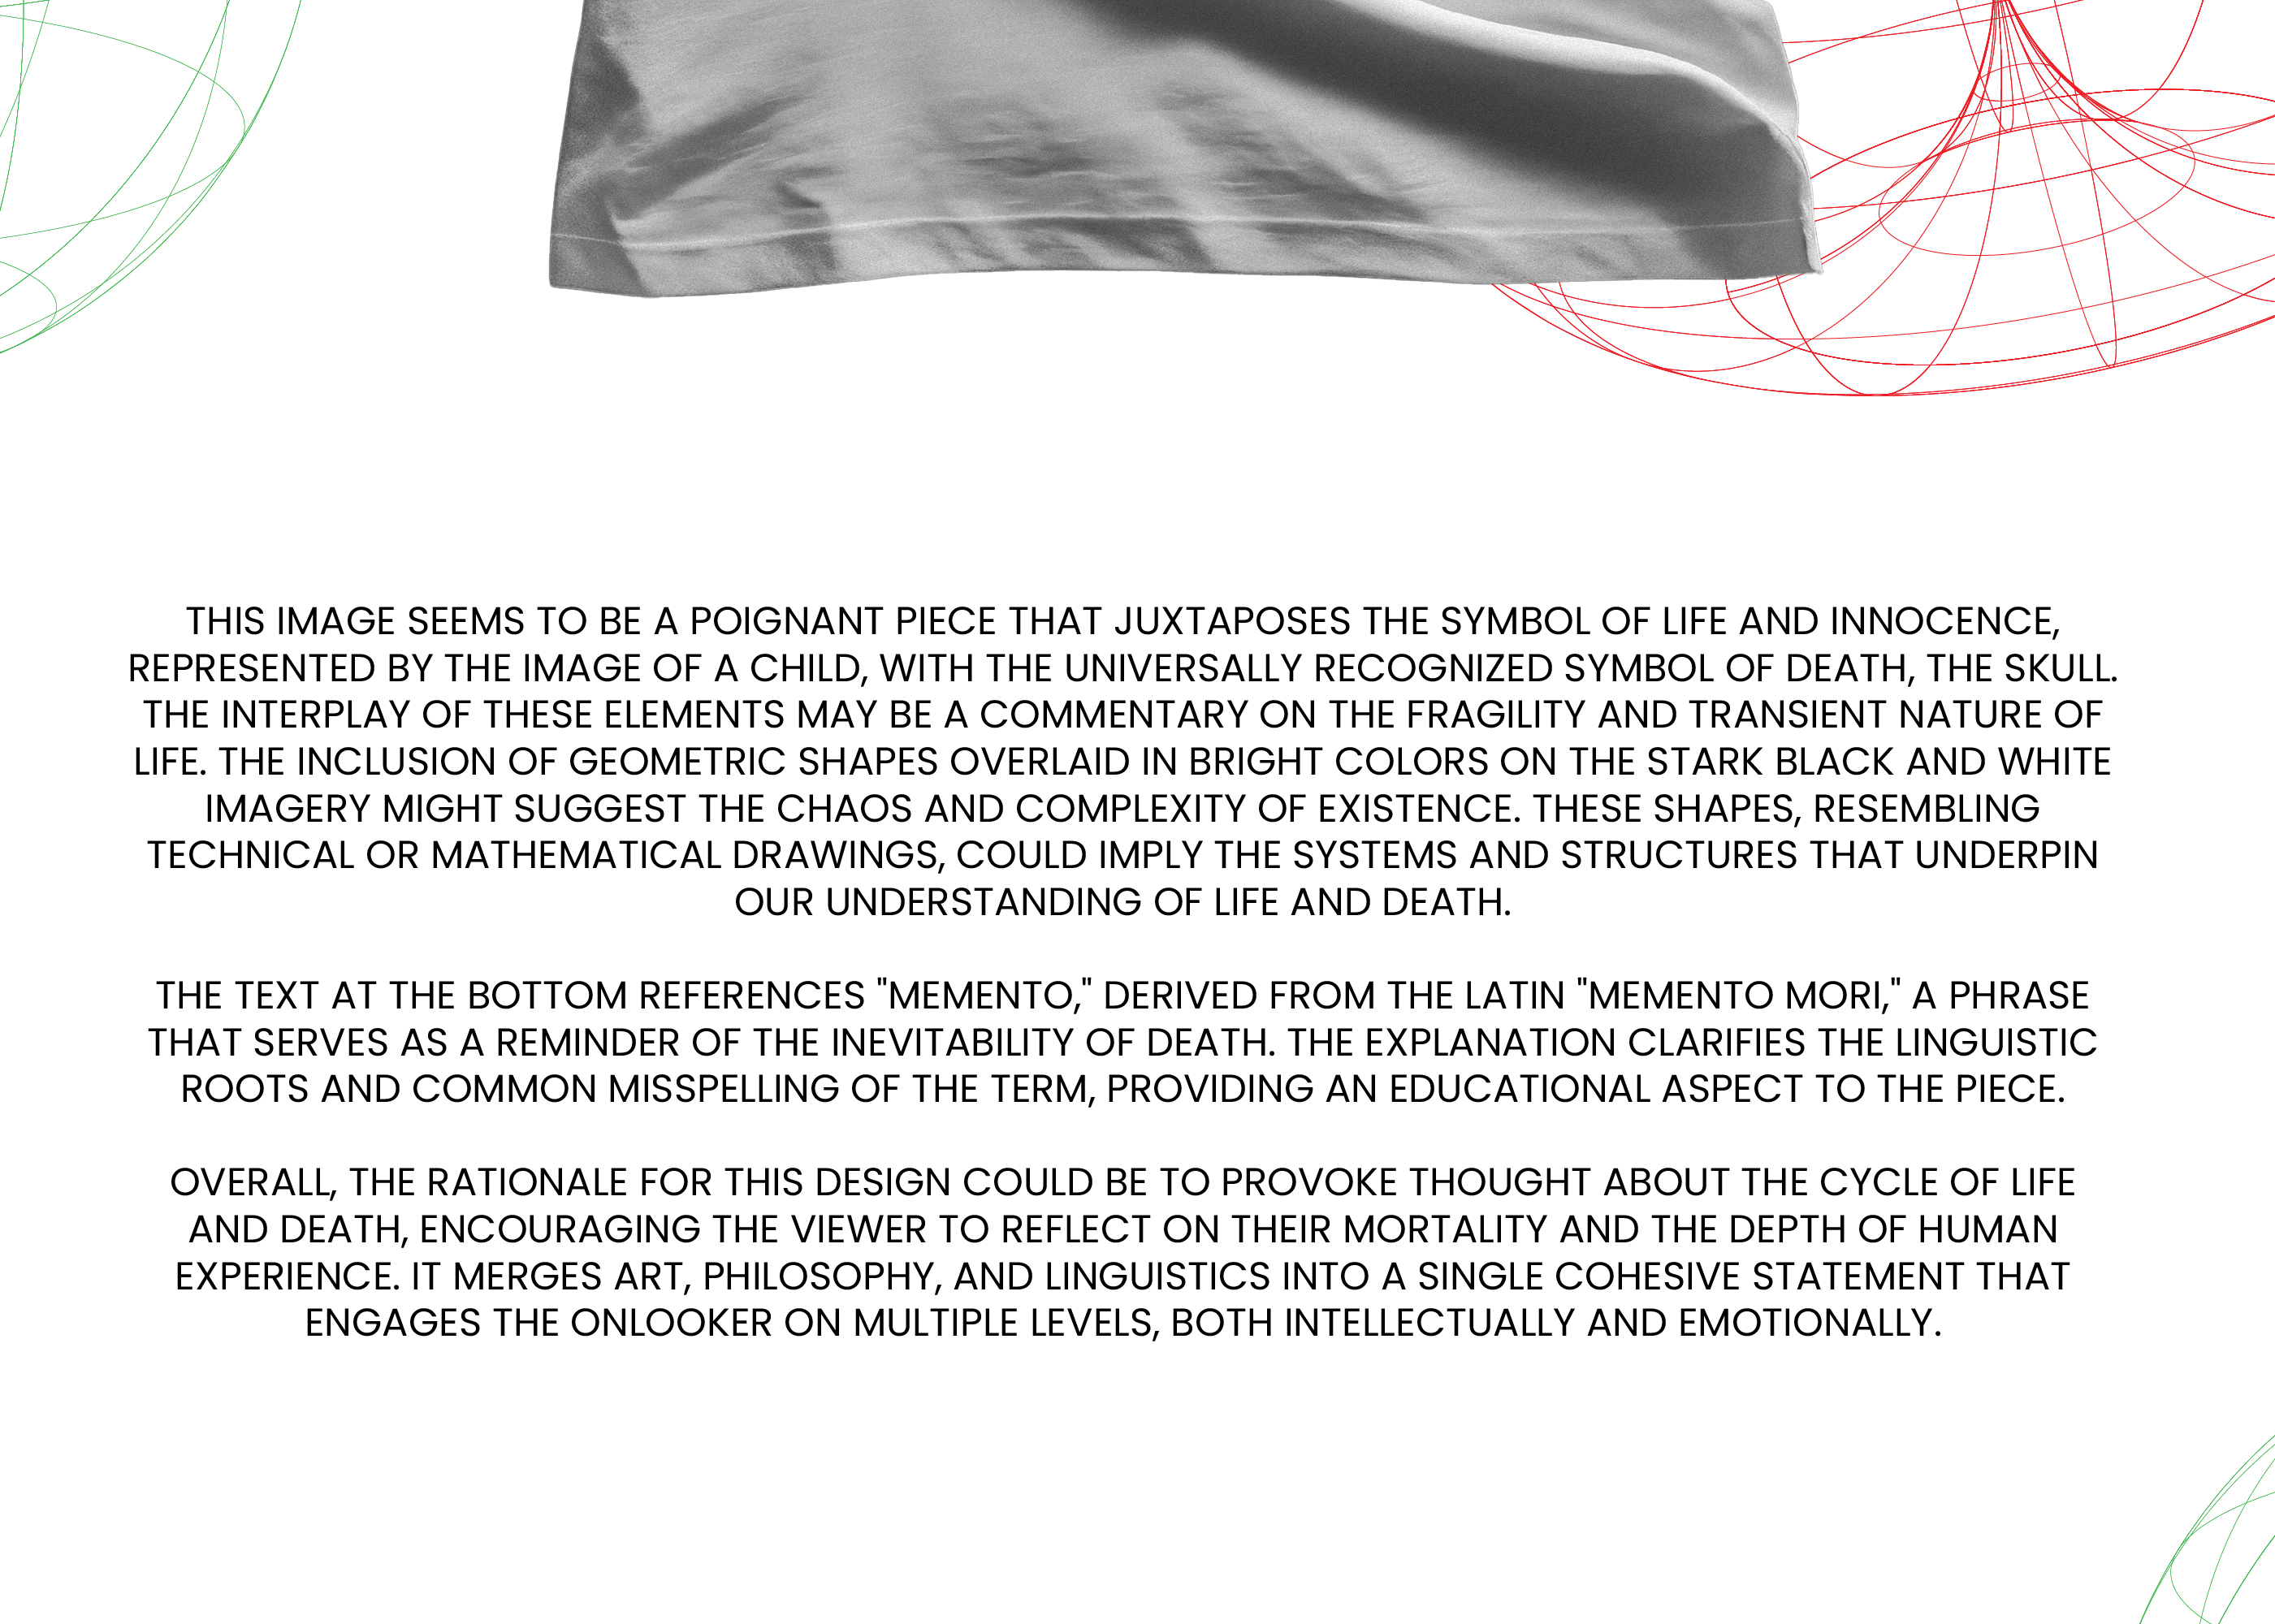 THIS IMAGE SEEMS TO BE A POIGNANT PIECE THAT JUXTAPOSES THE SYMBOL OF LIFE AND INNOCENCE,
REPRESENTED BY THE IMAGE OF A CHILD, WITH THE UNIVERSALLY RECOGNIZED SYMBOL OF DEATH, THE SKULL.
THE INTERPLAY OF THESE ELEMENTS MAY BE A COMMENTARY ON THE FRAGILITY AND TRANSIENT NATURE OF
LIFE. THE INCLUSION OF GEOMETRIC SHAPES OVERLAID IN BRIGHT COLORS ON THE STARK BLACK AND WHITE
IMAGERY MIGHT SUGGEST THE CHAOS AND COMPLEXITY OF EXISTENCE. THESE SHAPES, RESEMBLING
TECHNICAL OR MATHEMATICAL DRAWINGS, COULD IMPLY THE SYSTEMS AND STRUCTURES THAT UNDERPIN
OUR UNDERSTANDING OF LIFE AND DEATH.
THE TEXT AT THE BOTTOM REFERENCES "MEMENTO," DERIVED FROM THE LATIN "MEMENTO MORI," A PHRASE
THAT SERVES AS A REMINDER OF THE INEVITABILITY OF DEATH. THE EXPLANATION CLARIFIES THE LINGUISTIC
ROOTS AND COMMON MISSPELLING OF THE TERM, PROVIDING AN EDUCATIONAL ASPECT TO THE PIECE.
OVERALL, THE RATIONALE FOR THIS DESIGN COULD BE TO PROVOKE THOUGHT ABOUT THE CYCLE OF LIFE
AND DEATH, ENCOURAGING THE VIEWER TO REFLECT ON THEIR MORTALITY AND THE DEPTH OF HUMAN
EXPERIENCE. IT MERGES ART, PHILOSOPHY, AND LINGUISTICS INTO A SINGLE COHESIVE STATEMENT THAT
ENGAGES THE ONLOOKER ON MULTIPLE LEVELS, BOTH INTELLECTUALLY AND EMOTIONALLY.